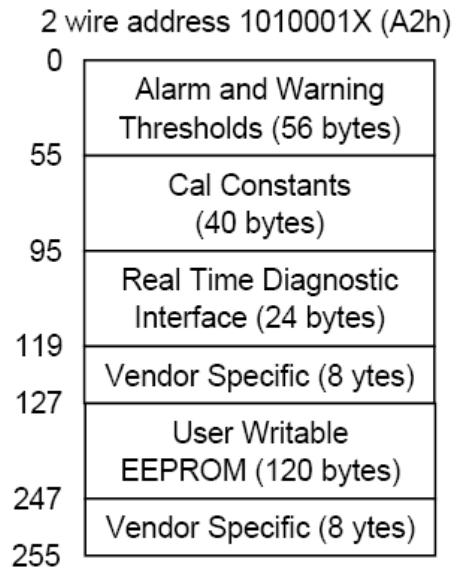 2 wire address 1010001X (A2h)
0
Alarm and Warning
Thresholds (56 bytes)
55
Cal Constants
(40 bytes)
95
Real Time Diagnostic
Interface (24 bytes)
119
Vendor Specific (8 ytes)
127
User Writable
EEPROM (120 bytes)
247
Vendor Specific (8 ytes)
255